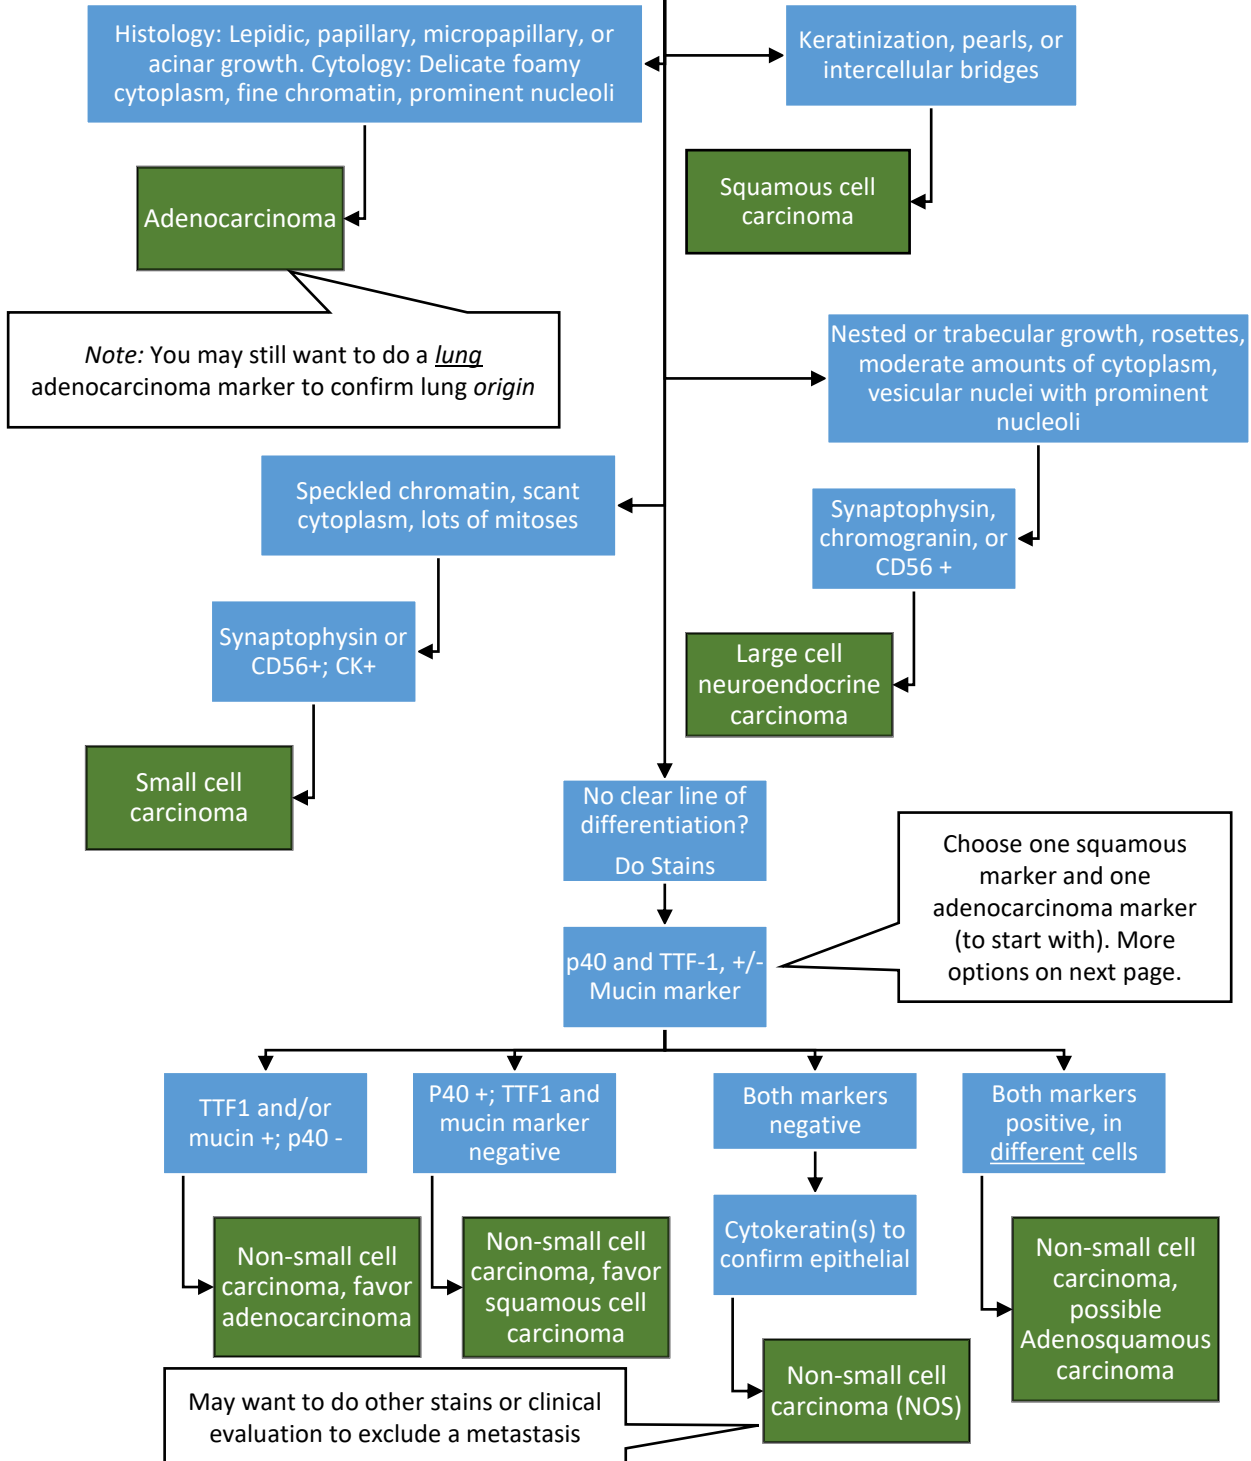 Histology: Lepidic, papillary, micropapillary, or
acinar growth. Cytology: Delicate foamy
cytoplasm, fine chromatin, prominent nucleoli
Keratinization, pearls, or
intercellular bridges
Adenocarcinoma
Squamous cell
carcinoma
Note: You may still want to do a lung
adenocarcinoma marker to confirm lung origin
Nested or trabecular growth, rosettes,
moderate amounts of cytoplasm,
vesicular nuclei with prominent
nucleoli
Speckled chromatin, scant
cytoplasm, lots of mitoses
Synaptophysin,
chromogranin, or
CD56 +
Synaptophysin or
CD56+; CK+
Large cell
neuroendocrine
carcinoma
Small cell
carcinoma
No clear line of
differentiation?
Do Stains
Choose one squamous
marker and one
adenocarcinoma marker
(to start with). More
options on next page.
p40 and TTF-1, +/-
Mucin marker
TTF1 and/or
mucin +; p40 -
P40 +; TTF1 and
mucin marker
negative
Both markers
negative
Both markers
positive, in
different cells
Cytokeratin(s) to
confirm epithelial
Non-small cell
carcinoma, favor
adenocarcinoma
Non-small cell
carcinoma, favor
squamous cell
carcinoma
Non-small cell
carcinoma,
possible
Adenosquamous
carcinoma
Non-small cell
carcinoma (NOS)
May want to do other stains or clinical
evaluation to exclude a metastasis